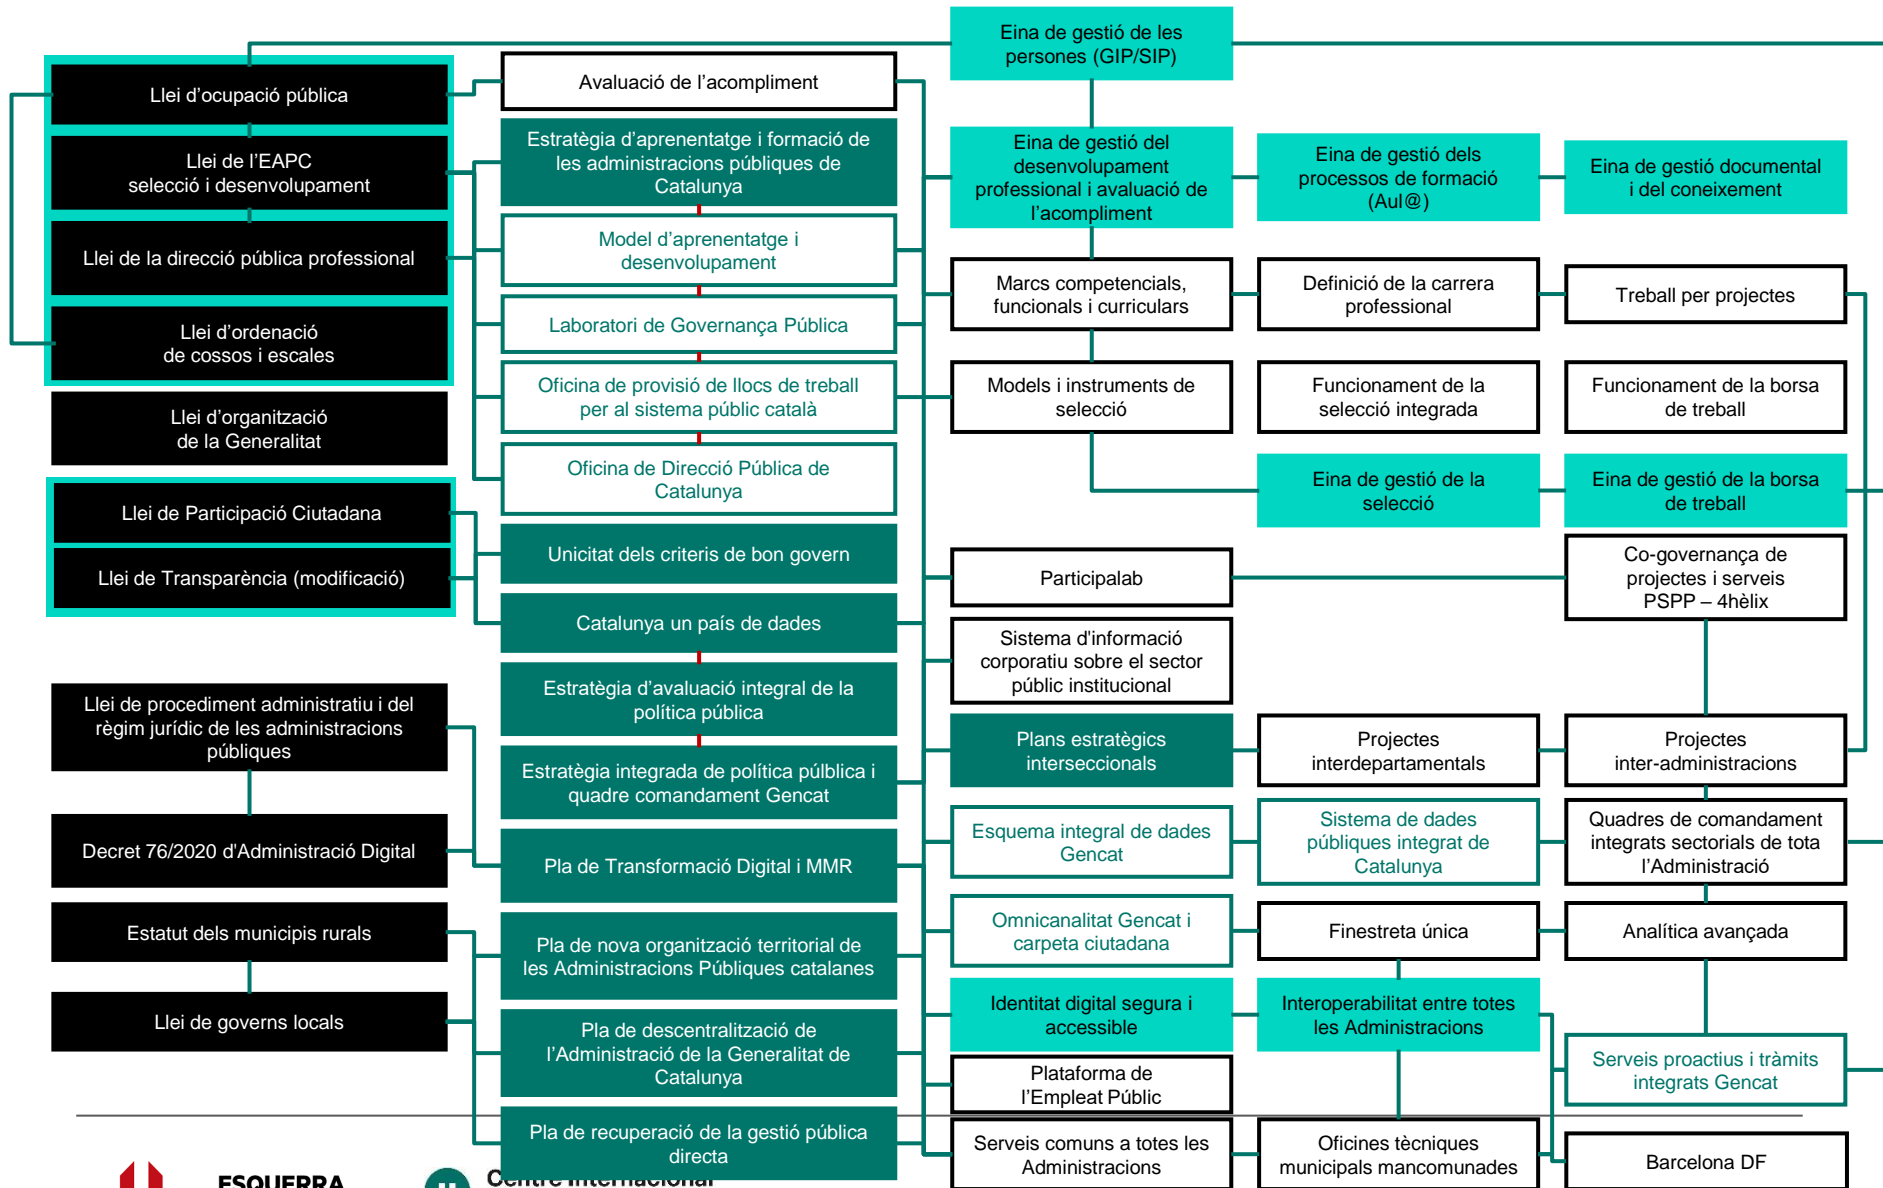 Eina de gestió de les
persones (GIP/SIP)
Llei d’ocupació pública
Llei de l’EAPC
selecció i desenvolupament
Llei de la direcció pública professional
Llei d’ordenació
de cossos i escales
Llei d’organització
de la Generalitat
Llei de Participació Ciutadana
Llei de Transparència (modificació)
Llei de procediment administratiu i del
règim jurídic de les administracions
públiques
Decret 76/2020 d'Administració Digital
Estatut dels municipis rurals
Llei de governs locals
Avaluació de l’acompliment
Estratègia d’aprenentatge i formació de
les administracions públiques de
Catalunya
Model d’aprenentatge i
desenvolupament
Laboratori de Governança Pública
Oficina de provisió de llocs de treball
per al sistema públic català
Oficina de Direcció Pública de
Catalunya
Unicitat dels criteris de bon govern
Catalunya un país de dades
Estratègia d’avaluació integral de la
política pública
Estratègia integrada de política púlblica i
quadre comandament Gencat
Pla de Transformació Digital i MMR
Pla de nova organització territorial de
les Administracions Públiques catalanes
Pla de descentralització de
l’Administració de la Generalitat de
Catalunya
Pla de recuperació de la gestió pública
directa
Eina de gestió del
desenvolupament
professional i avaluació de
l’acompliment
Eina de gestió dels
processos de formació
(Aul@)
Eina de gestió documental
i del coneixement
Marcs competencials,
funcionals i curriculars
Definició de la carrera
professional
Treball per projectes
Models i instruments de
selecció
Funcionament de la
selecció integrada
Funcionament de la borsa
de treball
Eina de gestió de la
selecció
Eina de gestió de la borsa
de treball
Participalab
Co-governança de
projectes i serveis
PSPP – 4hèlix
Sistema d'informació
corporatiu sobre el sector
públic institucional
Plans estratègics
interseccionals
Projectes
interdepartamentals
Projectes
inter-administracions
Esquema integral de dades
Gencat
Sistema de dades
públiques integrat de
Catalunya
Quadres de comandament
integrats sectorials de tota
l’Administració
Omnicanalitat Gencat i
carpeta ciutadana
Finestreta única
Analítica avançada
Identitat digital segura i
accessible
Interoperabilitat entre totes
les Administracions
Serveis proactius i tràmits
integrats Gencat
Plataforma de
l’Empleat Públic
Serveis comuns a totes les
Administracions
Oficines tècniques
municipals mancomunades
Barcelona DF
ESQUERRA
Centre Internacional